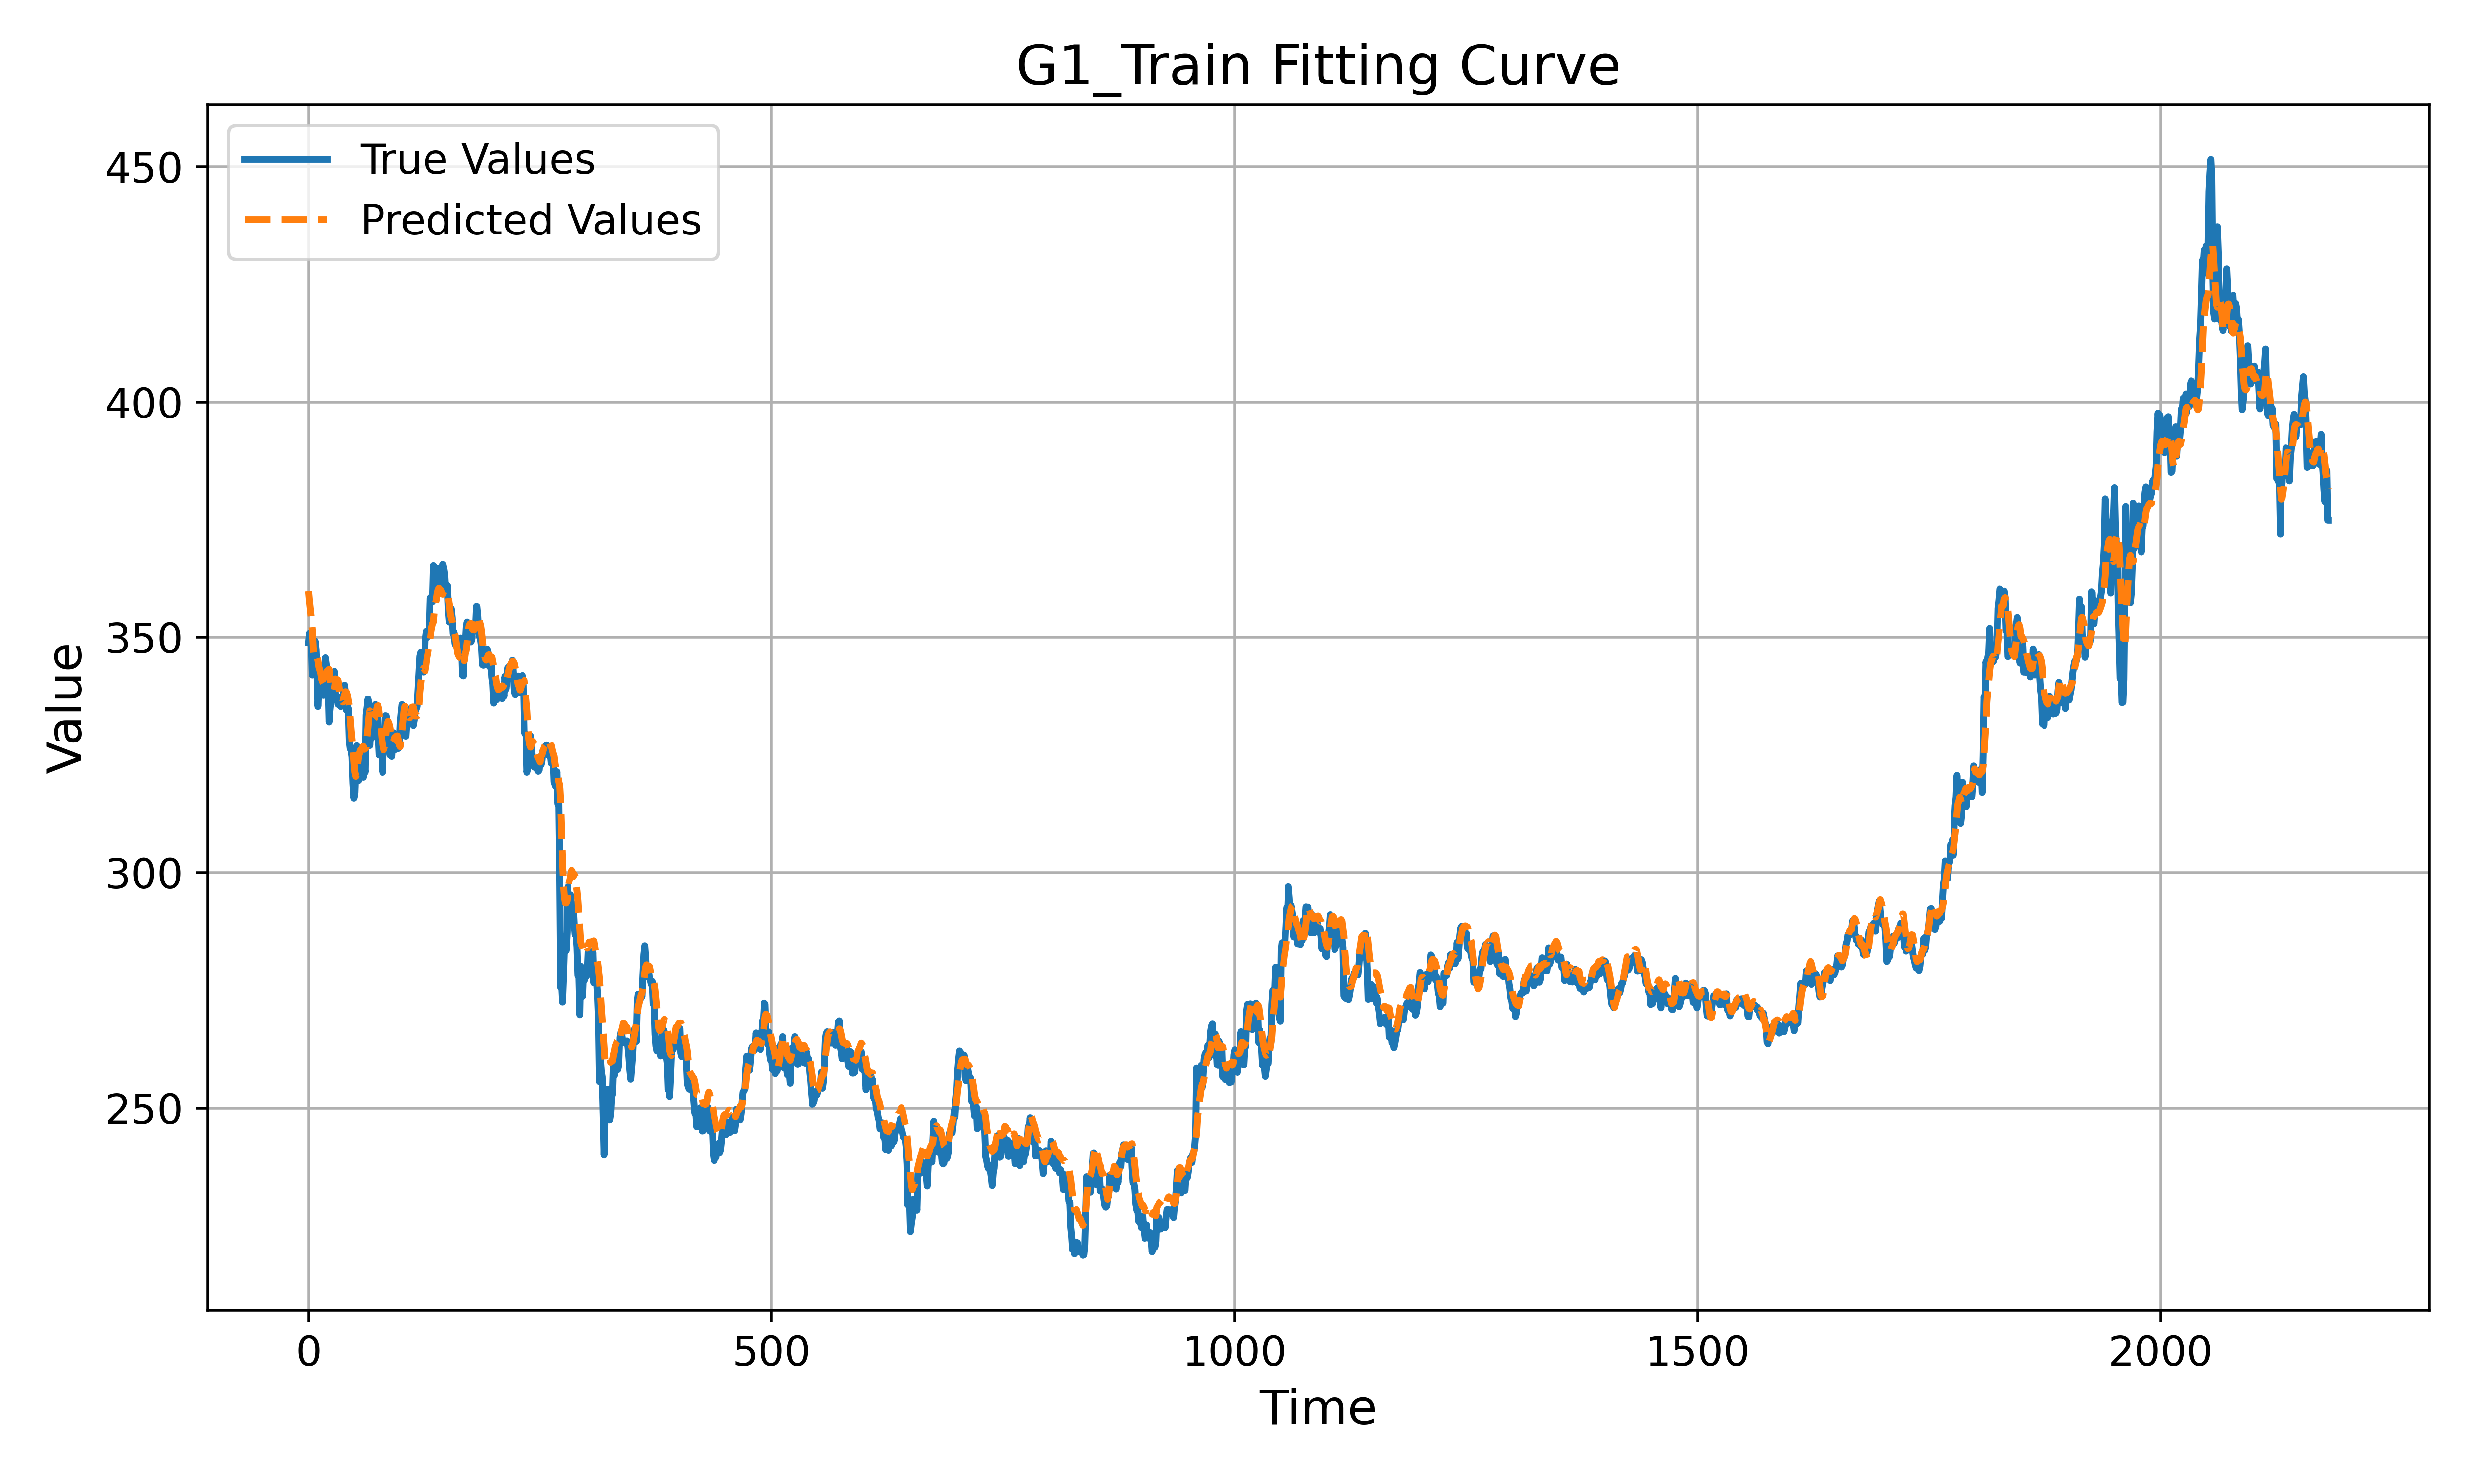 G1_Train Fitting Curve
True Values
Predicted Values
450
400
350
300
250
Value
0 500 1000 1500 2000
Time